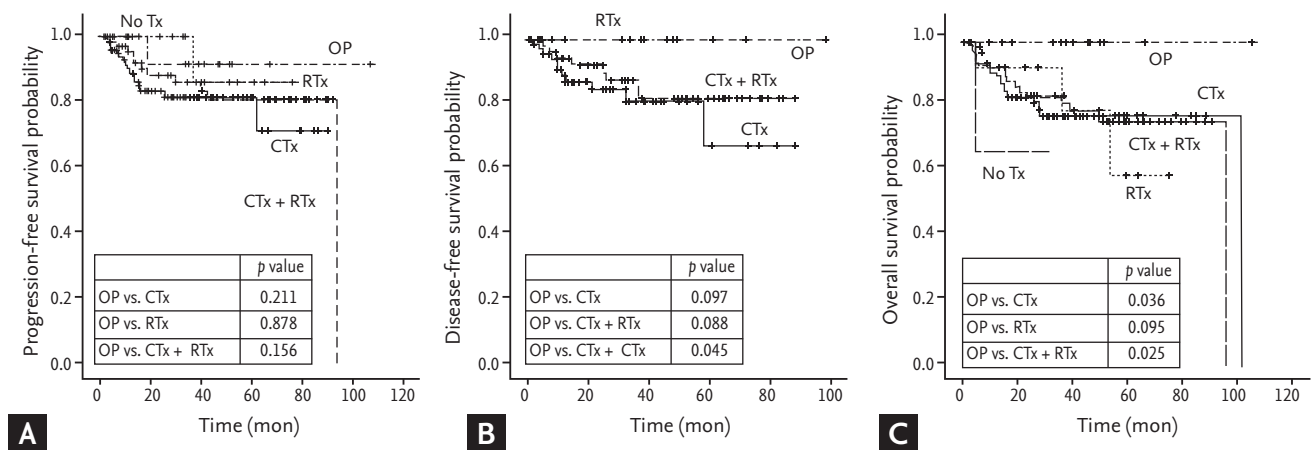 Progression-free survival probability
1.0
0.8
0.6
0.4
0.2
1.0
0.0
No Tx
OP
RTx
CTx
CTx + RTx
p value
OP vs. CTx 0.211
OP vs. RTx 0.878
OP vs. CTx + RTx 0.156
0 20 40 60 80 100 120
Time (mon)
A
Disease-free survival probability
1.0
0.8
0.6
0.4
0.2
0.0
RTx
OP
CTx + RTx
CTx
p value
OP vs. CTx 0.097
OP vs. CTx + RTx 0.088
OP vs. CTx + CTx 0.045
0 20 40 60 80 100
Time (mon)
B
Overall survival probability
1.0
0.8
0.6
0.4
0.2
0.0
OP
CTx
CTx + RTx
No Tx
RTx
p value
OP vs. CTx 0.036
OP vs. RTx 0.095
OP vs. CTx + RTx 0.025
0 20 40 60 80 100 120
Time (mon)
C